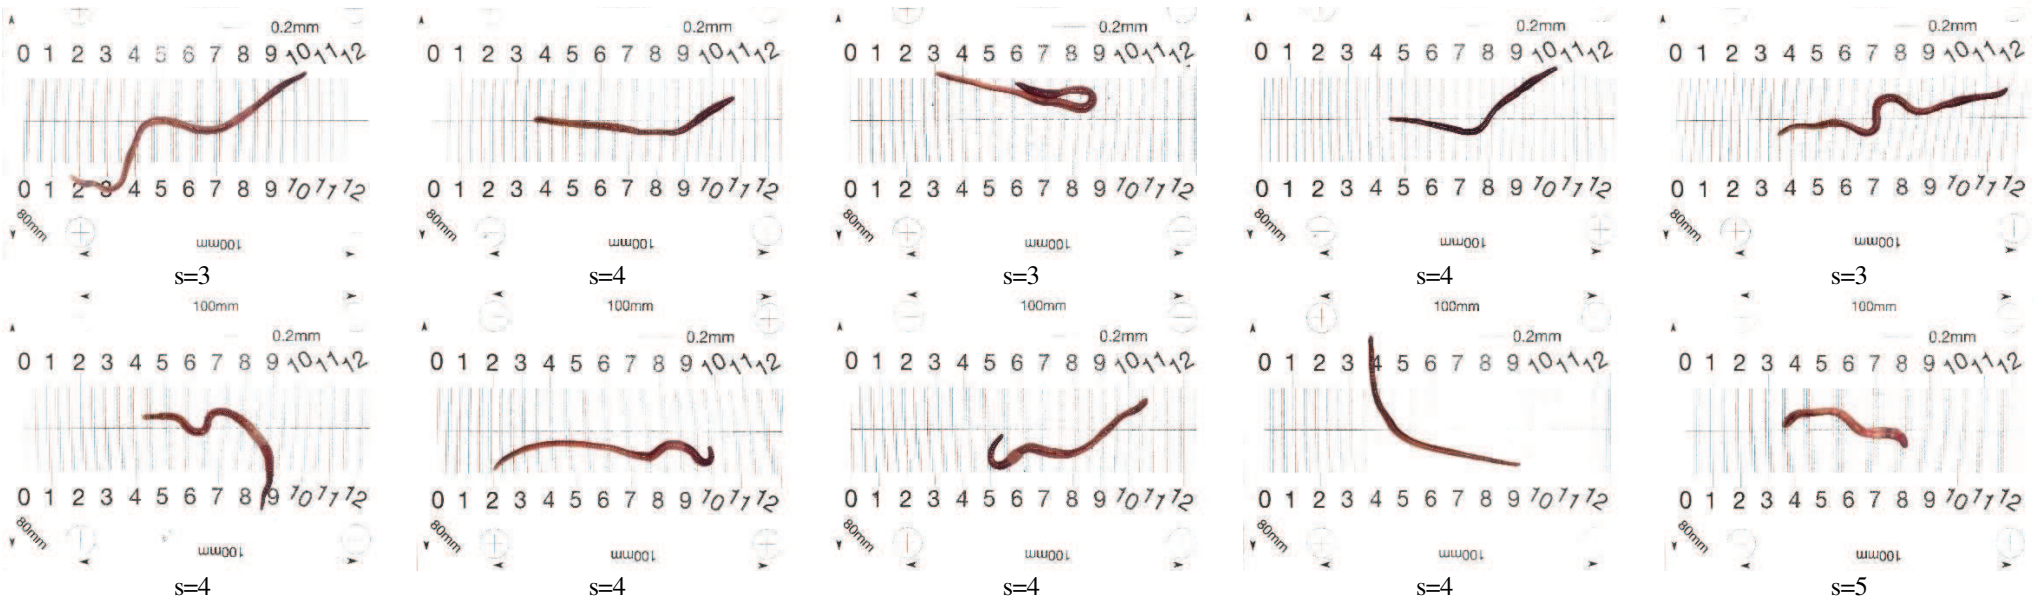 0.2mm 0.2mm 0.2mm 0.2mm 0.2mm
0 1 2 3 4 5 6 7 8 9 10 11 12 0 1 2 3 4 5 6 7 8 9 10 11 12 0 1 2 3 4 5 6 7 8 9 10 11 12 0 1 2 3 4 5 6 7 8 9 10 11 12 0 1 2 3 4 5 6 7 8 9 10 11 12
0 1 2 3 4 5 6 7 8 9 10 11 12 0 1 2 3 4 5 6 7 8 9 10 11 12 0 1 2 3 4 5 6 7 8 9 10 11 12 0 1 2 3 4 5 6 7 8 9 10 11 12 0 1 2 3 4 5 6 7 8 9 10 11 12
80mm 100mm 80mm 100mm 80mm 100mm 80mm 100mm 80mm 100mm
s=3 s=4 s=3 s=4 s=3
100mm 100mm 100mm 100mm 100mm
0.2mm 0.2mm 0.2mm 0.2mm 0.2mm
0 1 2 3 4 5 6 7 8 9 10 11 12 0 1 2 3 4 5 6 7 8 9 10 11 12 0 1 2 3 4 5 6 7 8 9 10 11 12 0 1 2 3 4 5 6 7 8 9 10 11 12 0 1 2 3 4 5 6 7 8 9 10 11 12
0 1 2 3 4 5 6 7 8 9 10 11 12 0 1 2 3 4 5 6 7 8 9 10 11 12 0 1 2 3 4 5 6 7 8 9 10 11 12 0 1 2 3 4 5 6 7 8 9 10 11 12 0 1 2 3 4 5 6 7 8 9 10 11 12
80mm 100mm 80mm 100mm 80mm 100mm 80mm 100mm 80mm 100mm
s=4 s=4 s=4 s=4 s=5